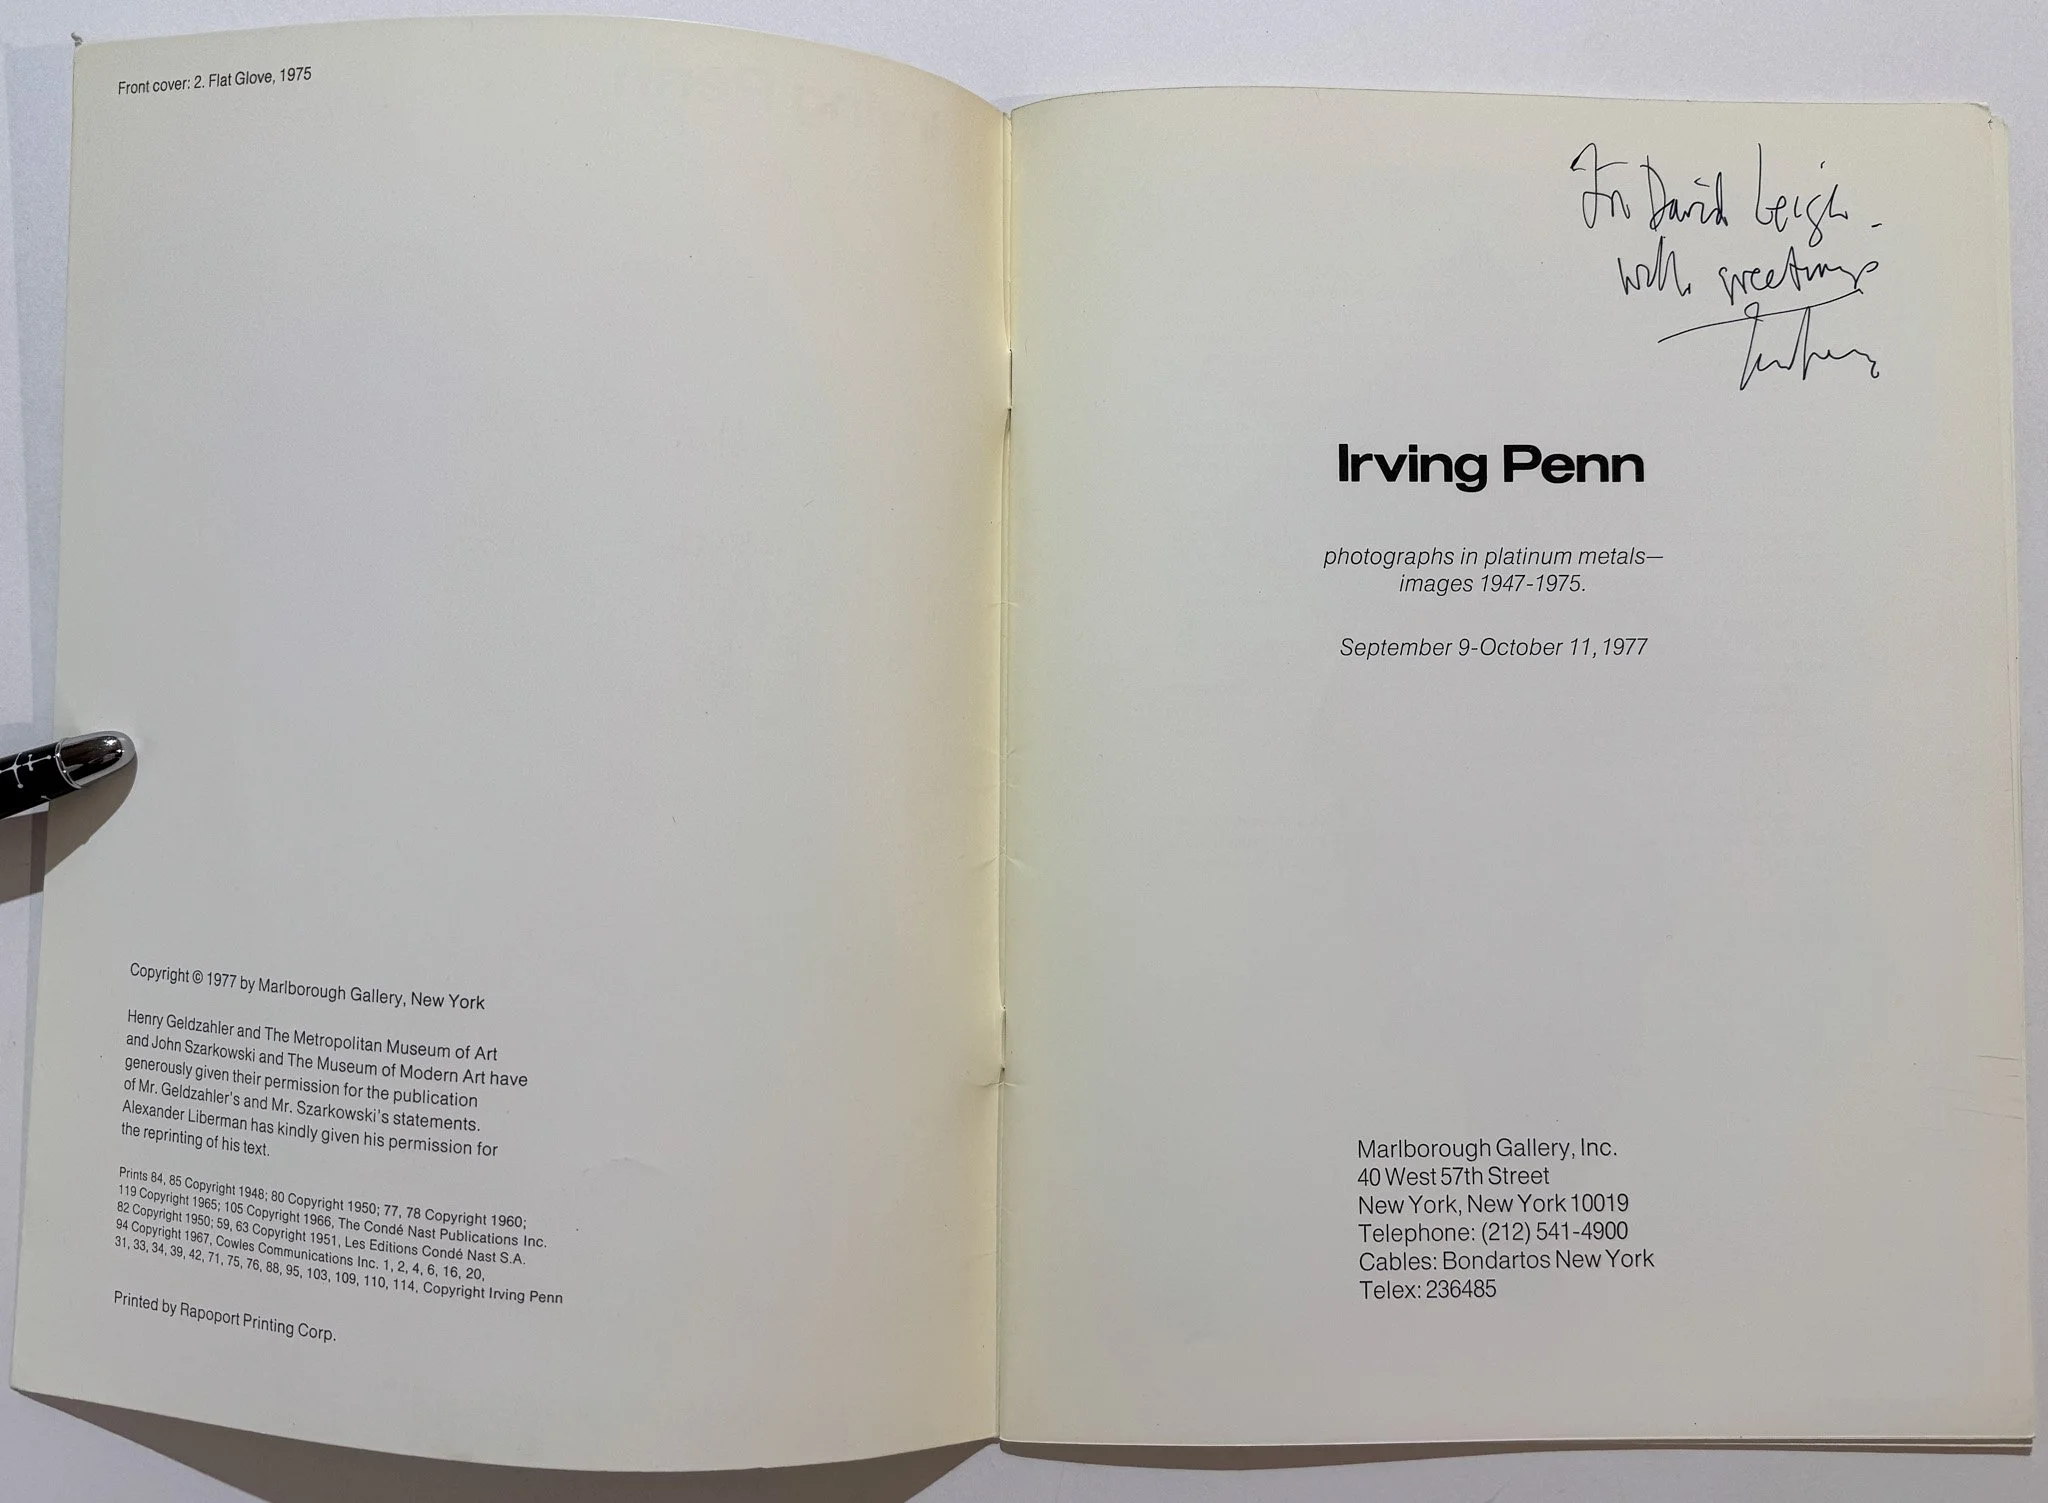 Front cover: 2. Flat Glove, 1975
Copyright © 1977 by Marlborough Gallery, New York
Henry Geldzahler and The Metropolitan Museum of Art
and John Szarkowski and The Museum of Modern Art have
generously given their permission for the publication
of Mr. Geldzahler's and Mr. Szarkowski's statements.
Alexander Liberman has kindly given his permission for
the reprinting of his text.
Prints 84, 85 Copyright 1948; 80 Copyright 1950; 77, 78 Copyright 1960;
119 Copyright 1965; 105 Copyright 1966, The Condé Nast Publications Inc.
82 Copyright 1950; 59, 63 Copyright 1951, Les Editions Condé Nast S.A.
94 Copyright 1967, Cowles Communications Inc. 1, 2, 4, 6, 16, 20,
31, 33, 34, 39, 42, 71, 75, 76, 88, 95, 103, 109, 110, 114, Copyright Irving Penn
Printed by Rapoport Printing Corp.
For David Leigh -
with greetings
Irving Penn
Irving Penn
photographs in platinum metals—
images 1947-1975.
September 9-October 11, 1977
Marlborough Gallery, Inc.
40 West 57th Street
New York, New York 10019
Telephone: (212) 541-4900
Cables: Bondartos New York
Telex: 236485